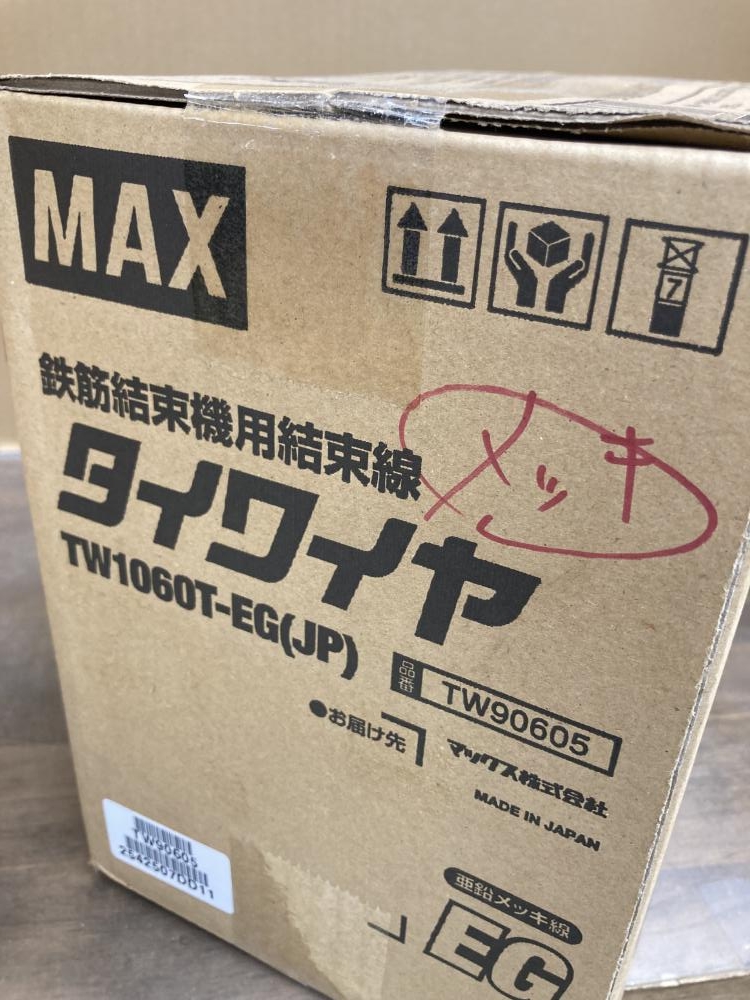 MAX
7
鉄筋結束機用結束線
メッキ
タイワイヤ
TW1060T-EG(JP)
品番 TW90605
●お届け先
マックス株式会社
MADE IN JAPAN
TW90605
2542507DD11
亜鉛メッキ線
EG